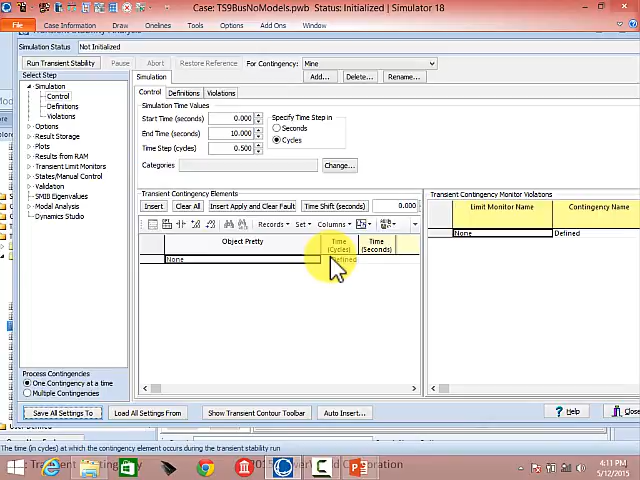 Case: TS9BusNoModels.pwb Status: Initialized | Simulator 18
File Case Information Draw Onelines Tools Options Add Ons Window
Simulation Status Not Initialized
Run Transient Stability Pause Abort Restore Reference For Contingency: Mine
Select Step Simulation Add... Delete... Rename...
Simulation
Control
Definitions
Violations
Options
Result Storage
Plots
Results from RAM
Transient Limit Monitors
States/Manual Control
Validation
SMIB Eigenvalues
Modal Analysis
Dynamics Studio
Process Contingencies
One Contingency at a time
Multiple Contingencies
Control Definitions Violations
Simulation Time Values
Start Time (seconds) 0.000
End Time (seconds) 10.000
Time Step (cycles) 0.500
Specify Time Step in
Seconds
Cycles
Categories Change...
Transient Contingency Elements
Insert Clear All Insert Apply and Clear Fault Time Shift (seconds) 0.000
Records Set Columns
Object Pretty Time (Cycles) Time (Seconds)
None Defined
Transient Contingency Monitor Violations
Limit Monitor Name Contingency Name
None Defined
Save All Settings To Load All Settings From Show Transient Contour Toolbar Auto Insert... Help Close
The time (in cycles) at which the contingency element occurs during the transient stability run
4:11 PM
5/12/2015